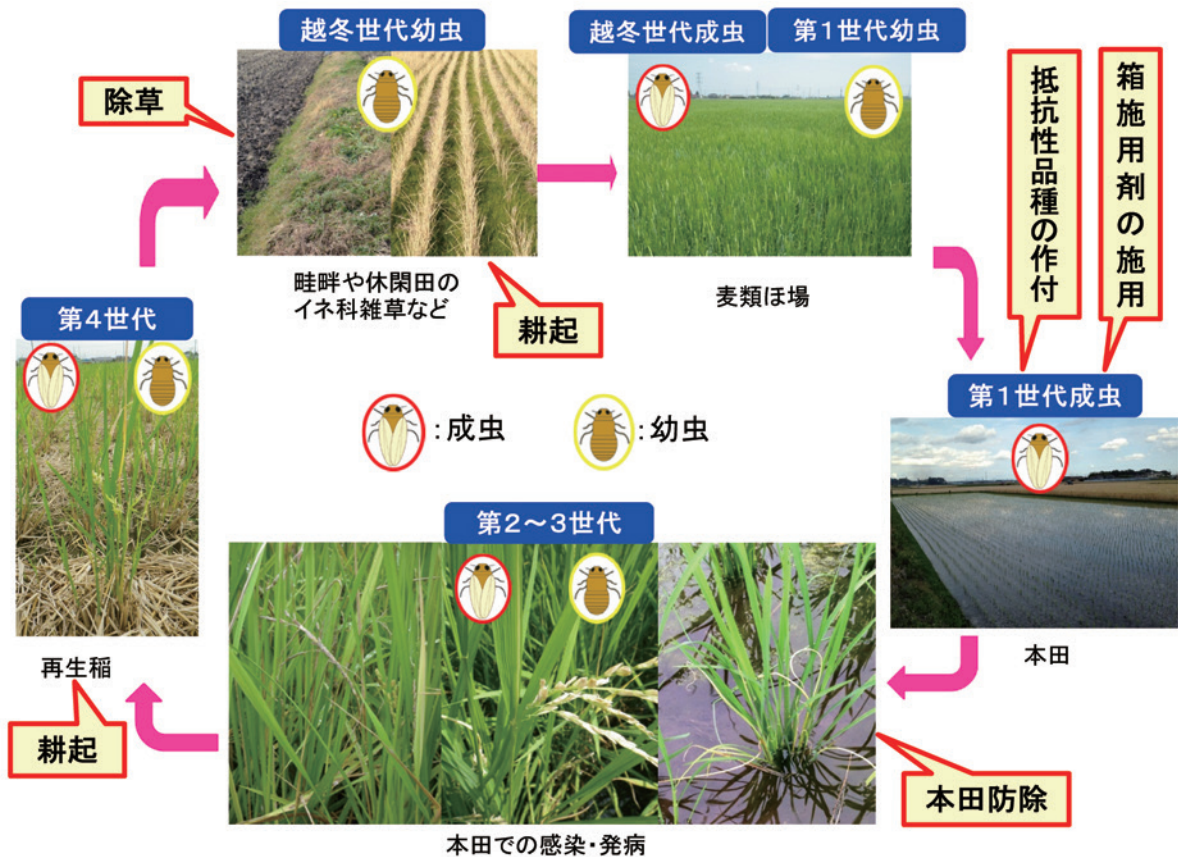 越冬世代幼虫
越冬世代成虫
第1世代幼虫
除草
抵抗性品種の作付
箱施用剤の施用
畦畔や休閑田の
イネ科雑草など
耕起
麦類ほ場
第4世代
第1世代成虫
:成虫
:幼虫
第2～3世代
再生稲
本田
耕起
本田防除
本田での感染・発病